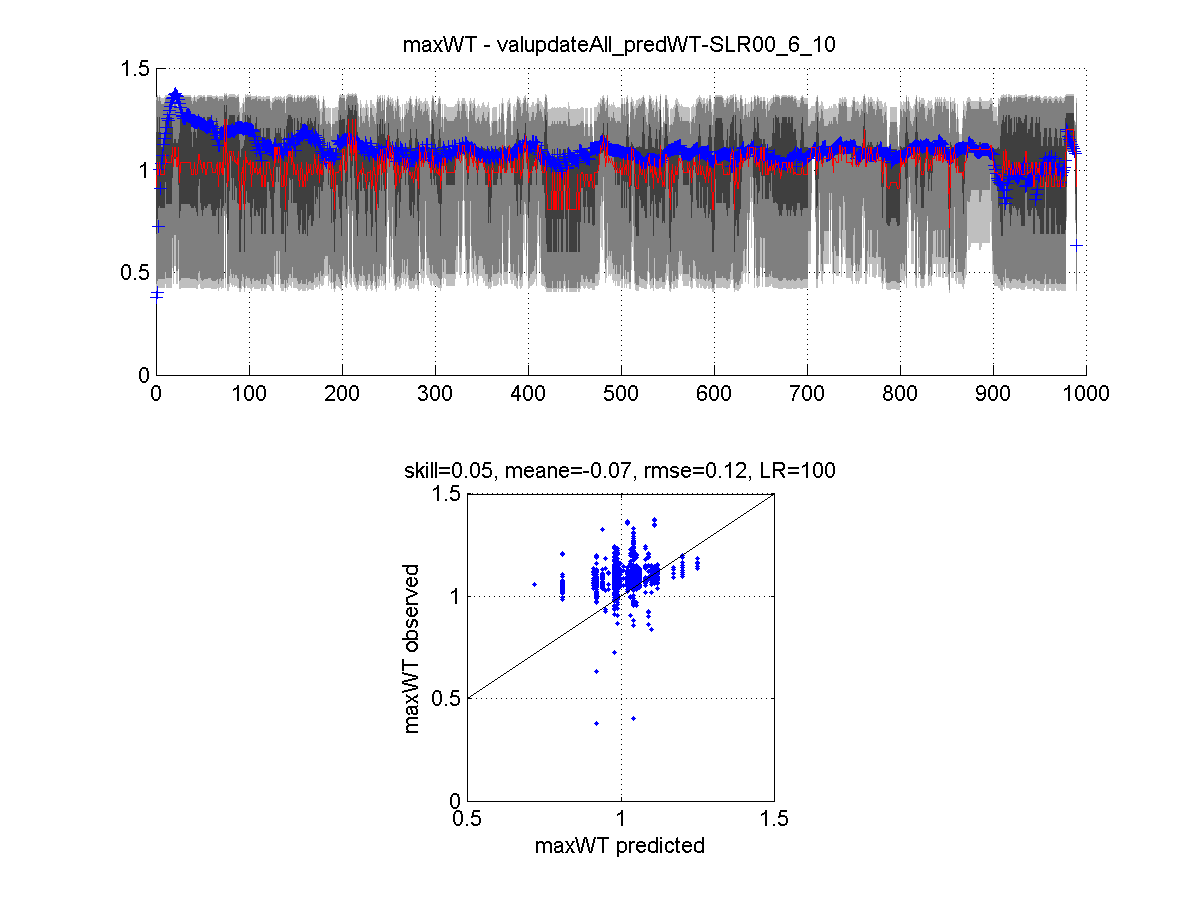 maxWT - valupdateAll_predWT-SLR00_6_10
1.5
1
0.5
0
0 100 200 300 400 500 600 700 800 900 1000
skill=0.05, meane=-0.07, rmse=0.12, LR=100
1.5
1
0.5
0
maxWT observed
0.5 1 1.5
maxWT predicted